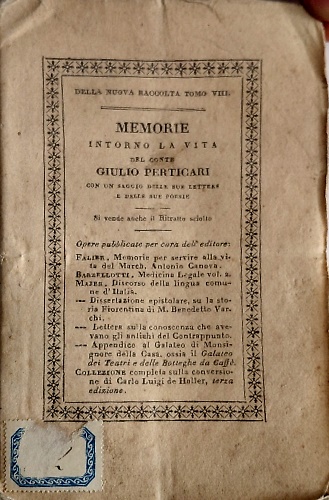 DELLA NUOVA RACCOLTA TOMO VIII.
MEMORIE
INTORNO LA VITA
DEL CONTE
GIULIO PERTICARI
CON UN SAGGIO DELLE SUE LETTERE
E DELLE SUE POESIE
Si vende anche il Ritratto sciolto
Opere pubblicate per cura dell' editore:
FALIER, Memorie per servire alla vi-
ta del March. Antonio Canova.
BARZELLOTTI, Medicina Legale vol. 2.
MAJER, Discorso della lingua comu-
ne d'Italia.
— Dissertazione epistolare, su la sto-
ria Fiorentina di M. Benedetto Var-
chi.
— Lettera sulla conoscenza che ave-
vano gli antichi del Contrappunto.
— Appendice al Galateo di Monsi-
gnore della Casa, ossia il Galateo
dei Teatri e delle Botteghe da Caffè.
COLLEZIONE completa sulla conversio-
ne di Carlo Luigi de Haller, terza
edizione.